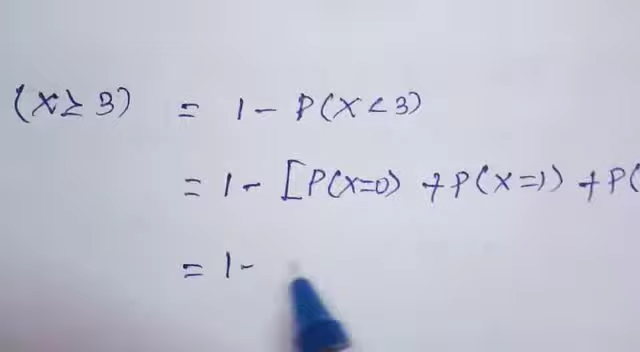 (X≥3) = 1 - P(X<3)
= 1 - [P(X=0) + P(X=1) + P(
= 1 -